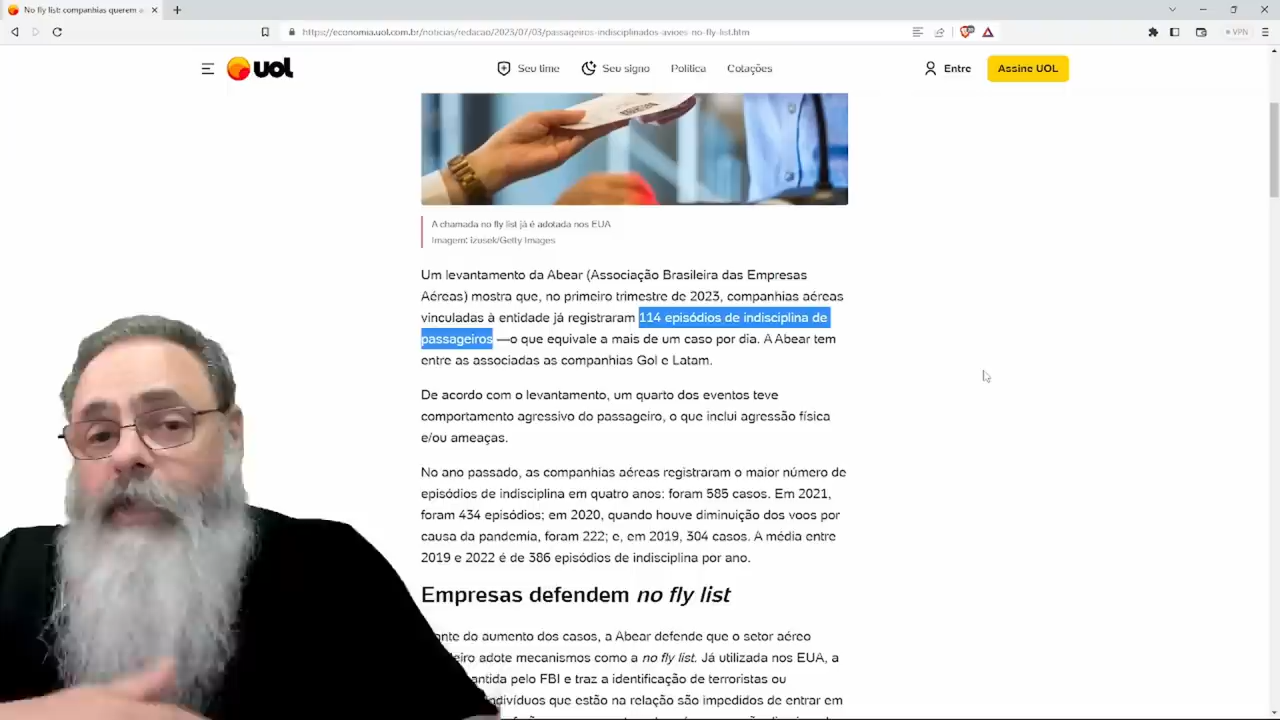 No fly list: companhias querem
https://economia.uol.com.br/noticias/redacao/2023/07/03/passageiros-indisciplinados-avioes-no-fly-list.htm
VPN
UOL
Seu time
Seu signo
Política
Cotações
Entre
Assine UOL
A chamada no fly list já é adotada nos EUA
Imagem: izusek/Getty Images
Um levantamento da Abear (Associação Brasileira das Empresas
Aéreas) mostra que, no primeiro trimestre de 2023, companhias aéreas
vinculadas à entidade já registraram 114 episódios de indisciplina de
passageiros —o que equivale a mais de um caso por dia. A Abear tem
entre as associadas as companhias Gol e Latam.
De acordo com o levantamento, um quarto dos eventos teve
comportamento agressivo do passageiro, o que inclui agressão física
e/ou ameaças.
No ano passado, as companhias aéreas registraram o maior número de
episódios de indisciplina em quatro anos: foram 585 casos. Em 2021,
foram 434 episódios; em 2020, quando houve diminuição dos voos por
causa da pandemia, foram 222; e, em 2019, 304 casos. A média entre
2019 e 2022 é de 386 episódios de indisciplina por ano.
Empresas defendem no fly list
do aumento dos casos, a Abear defende que o setor aéreo
adote mecanismos como a no fly list. Já utilizada nos EUA, a
pelo FBI e traz a identificação de terroristas ou
indivíduos que estão na relação são impedidos de entrar em